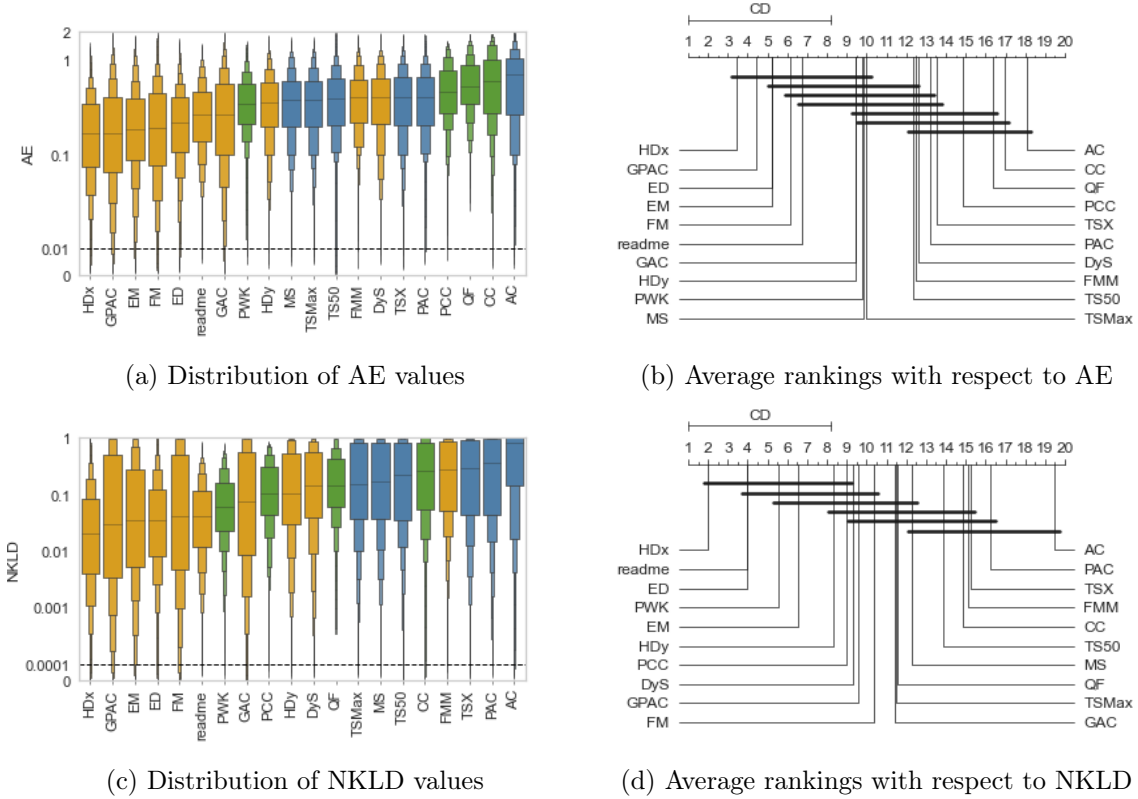 2
1
0.1
0.01
0
AE
HDx
GPAC
EM
FM
ED
readme
GAC
PWK
HDy
MS
TSMax
TS50
FMM
DyS
TSX
PAC
PCC
QF
CC
AC
(a) Distribution of AE values
CD
1 2 3 4 5 6 7 8 9 10 11 12 13 14 15 16 17 18 19 20
HDx AC
GPAC CC
ED QF
EM PCC
FM TSX
readme PAC
GAC DyS
HDy FMM
PWK TS50
MS TSMax
(b) Average rankings with respect to AE
1
0.1
0.01
0.001
0.0001
0
NKLD
HDx
GPAC
EM
ED
FM
readme
PWK
GAC
PCC
HDy
DyS
QF
TSMax
MS
TS50
CC
FMM
TSX
PAC
AC
(c) Distribution of NKLD values
CD
1 2 3 4 5 6 7 8 9 10 11 12 13 14 15 16 17 18 19 20
HDx AC
readme PAC
ED TSX
PWK FMM
EM CC
HDy TS50
PCC MS
DyS QF
GPAC TSMax
FM GAC
(d) Average rankings with respect to NKLD